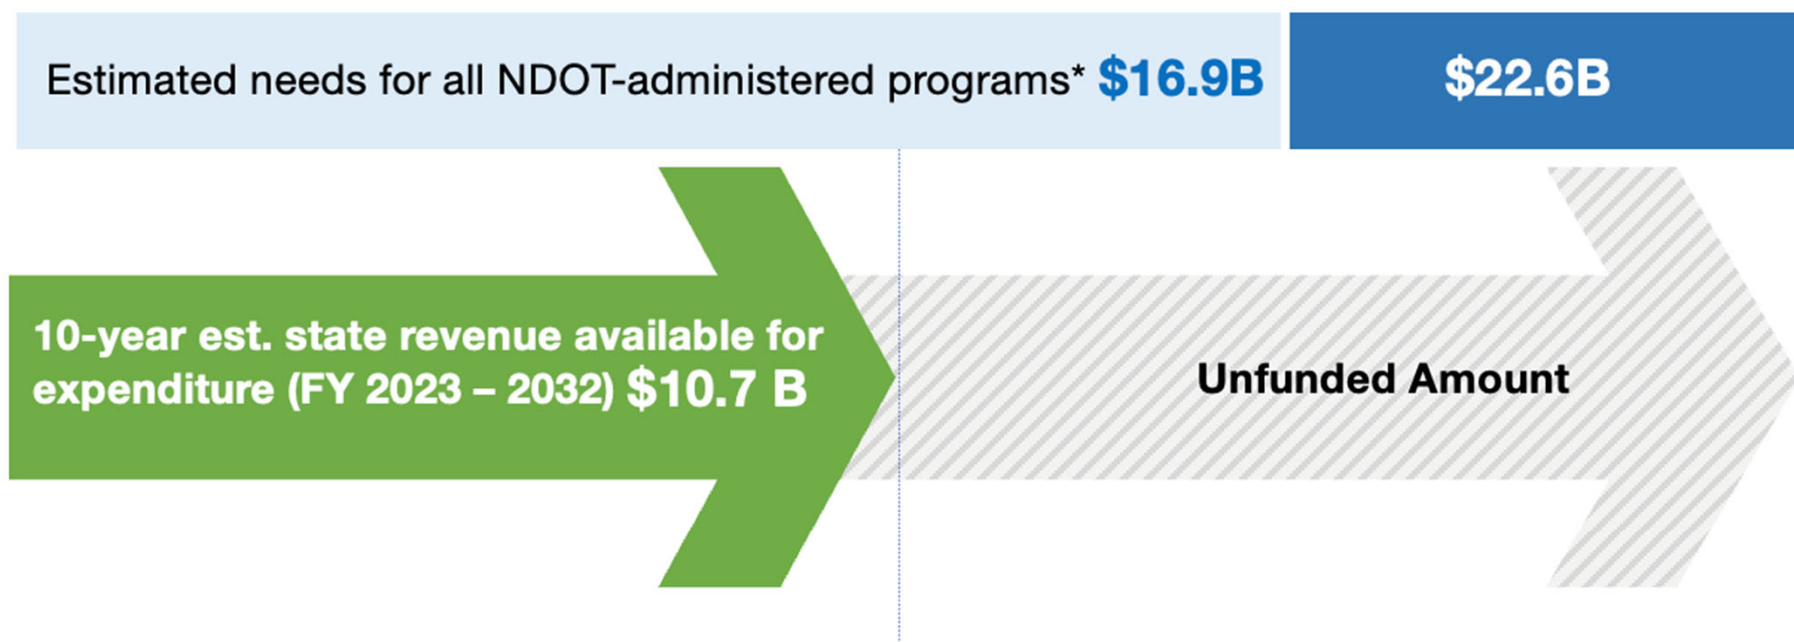 Estimated needs for all NDOT-administered programs* $16.9B
$22.6B
10-year est. state revenue available for
expenditure (FY 2023 – 2032) $10.7 B
Unfunded Amount